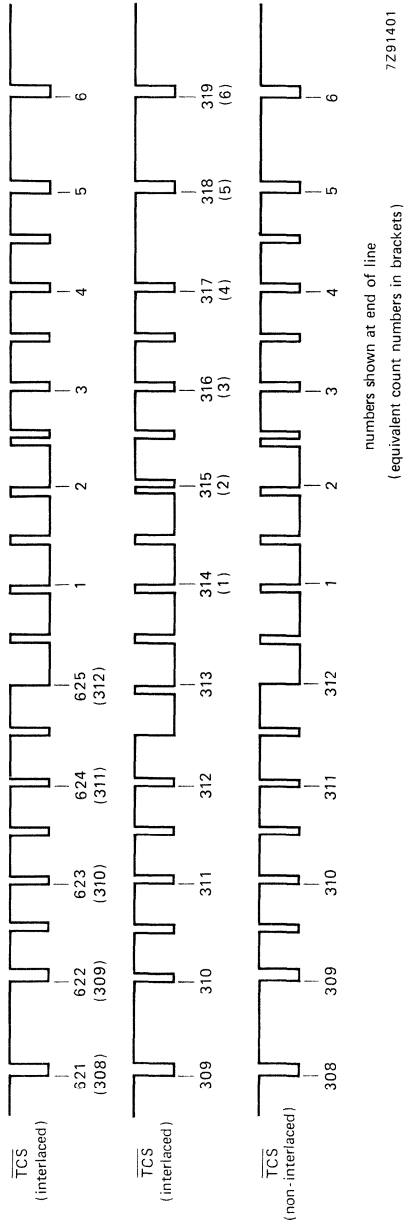 TCS
(interlaced)
621 622 623 624 625 1 2 3 4 5 6
(308) (309) (310) (311) (312)
TCS
(interlaced)
309 310 311 312 313 314 315 316 317 318 319
(1) (2) (3) (4) (5) (6)
TCS
(non-interlaced)
308 309 310 311 312 1 2 3 4 5 6
numbers shown at end of line
(equivalent count numbers in brackets)
7Z91401